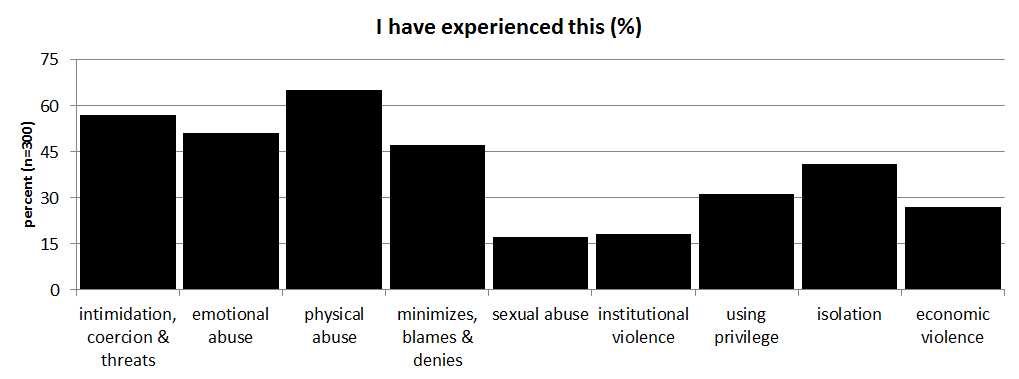 I have experienced this (%)
percent (n=300)
75
60
45
30
15
0
intimidation,
coercion &
threats
emotional
abuse
physical
abuse
minimizes,
blames &
denies
sexual abuse
institutional
violence
using
privilege
isolation
economic
violence